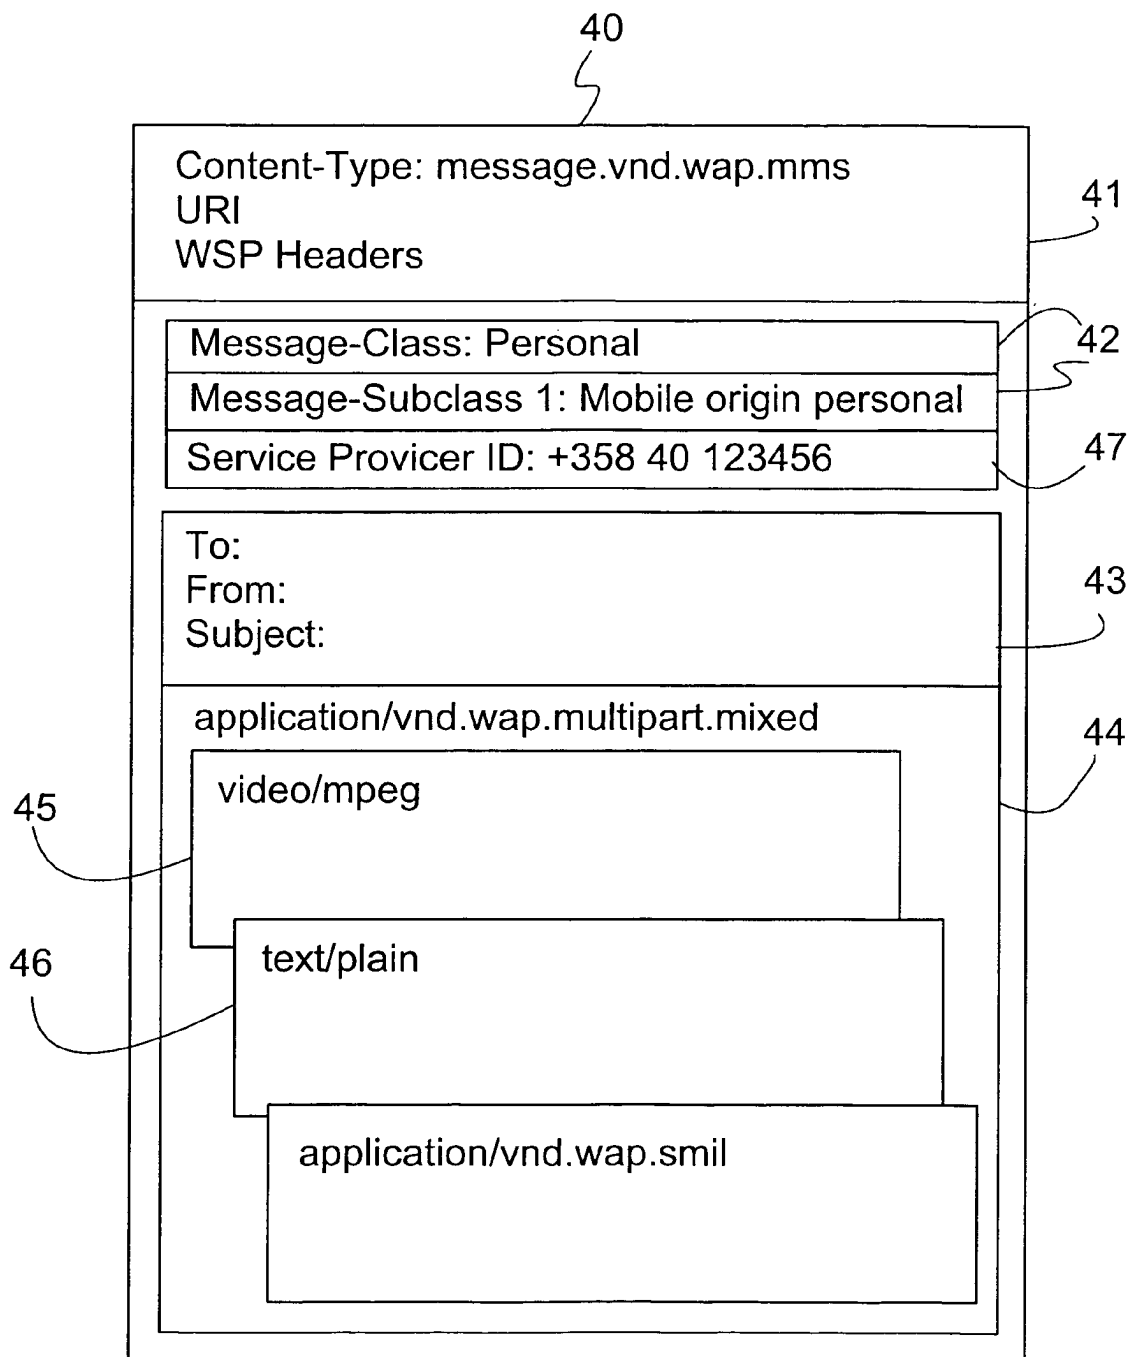 40
Content-Type: message.vnd.wap.mms
URI
WSP Headers
41
Message-Class: Personal
42
Message-Subclass 1: Mobile origin personal
Service Provicer ID: +358 40 123456
47
To:
From:
Subject:
43
application/vnd.wap.multipart.mixed
44
video/mpeg
45
text/plain
46
application/vnd.wap.smil